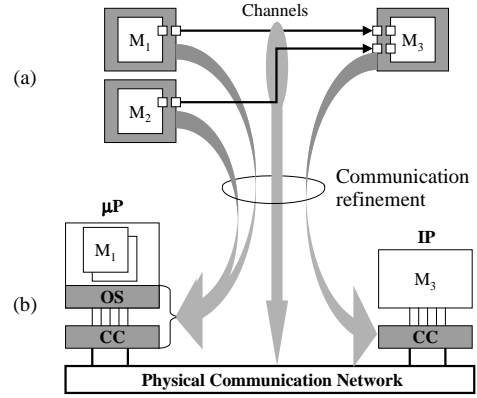 Channels
M1
M3
(a)
M2
Communication
refinement
μP
IP
M1
M3
(b)
OS
CC
CC
Physical Communication Network